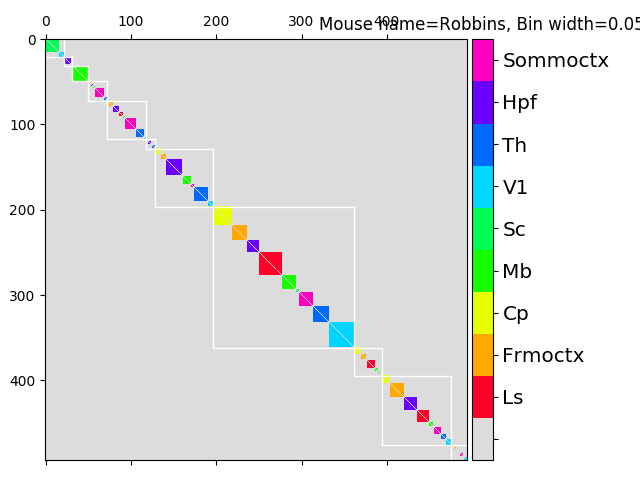 Mouse name=Robbins, Bin width=0.05
0 100 200 300 400
0
100
200
300
400
Sommoctx
Hpf
Th
V1
Sc
Mb
Cp
Frmoctx
Ls